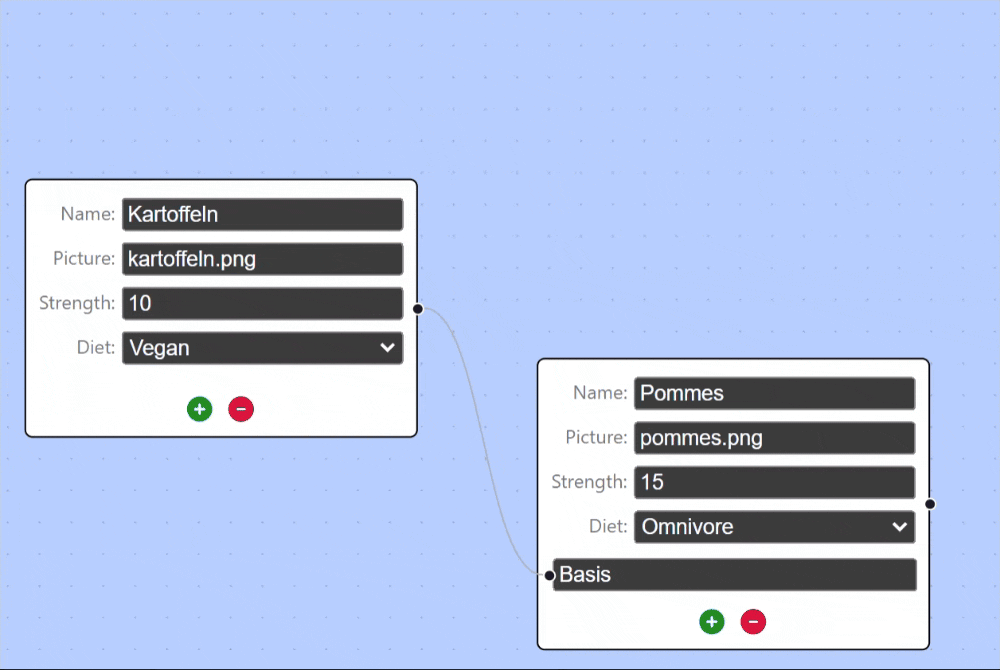 Name: Kartoffeln
Picture: kartoffeln.png
Strength: 10
Diet: Vegan
Name: Pommes
Picture: pommes.png
Strength: 15
Diet: Omnivore
Basis